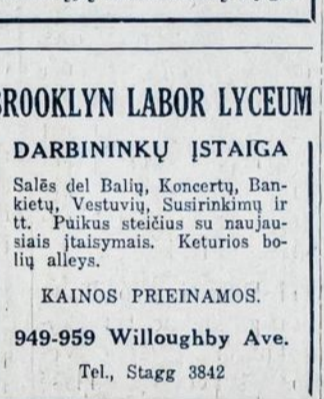 BROOKLYN LABOR LYCEUM
DARBININKŲ ĮSTAIGA
Salės del Balių, Koncertų, Ban-
kietų, Vestuvių, Susirinkimų ir
tt. Puikus steičius su naujau-
siais įtaisymais. Keturios bo-
lių alleys.
KAINOS PRIEINAMOS.
949-959 Willoughby Ave.
Tel., Stagg 3842